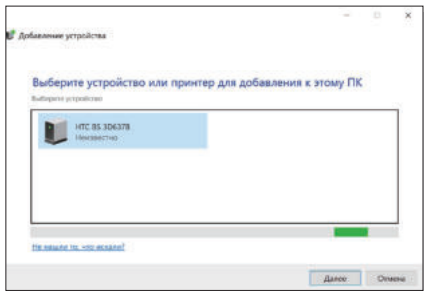 Добавление устройства
Выберите устройство или принтер для добавления к этому ПК
Выберите устройство
HTC BS 3D637B
Неизвестно
Не нашли то, что искали?
Далее
Отмена